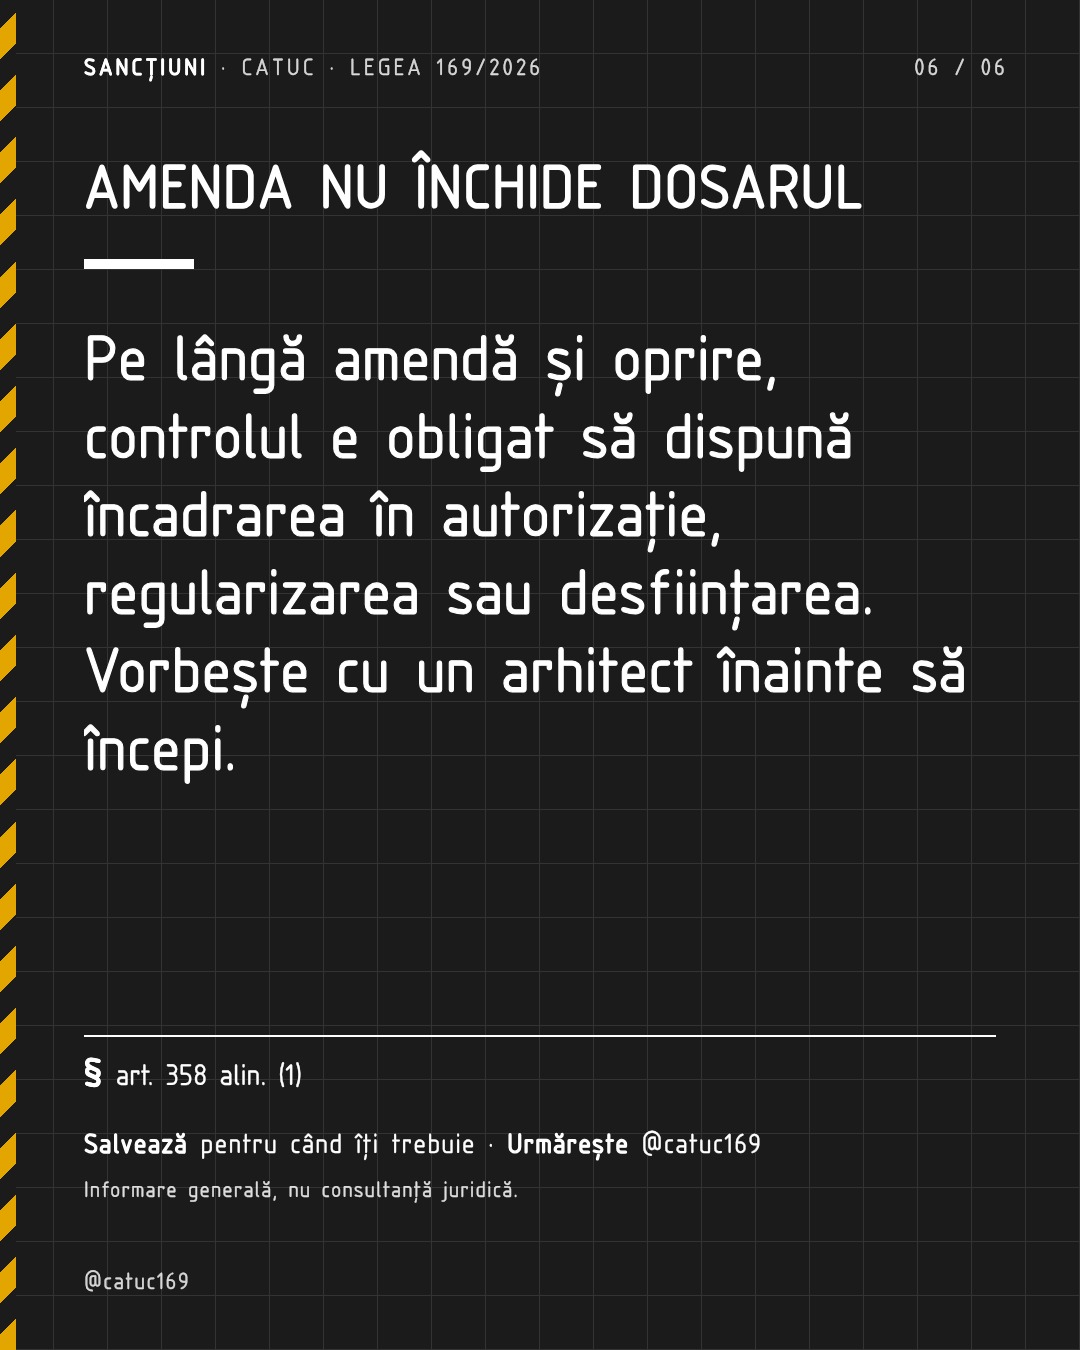 SANCȚIUNI · CATUC · LEGEA 169/2026
06 / 06
AMENDA NU ÎNCHIDE DOSARUL
Pe lângă amendă și oprire,
controlul e obligat să dispună
încadrarea în autorizație,
regularizarea sau desființarea.
Vorbește cu un arhitect înainte să
începi.
§ art. 358 alin. (1)
Salvează pentru când îți trebuie · Urmărește @catuc169
Informare generală, nu consultanță juridică.
@catuc169